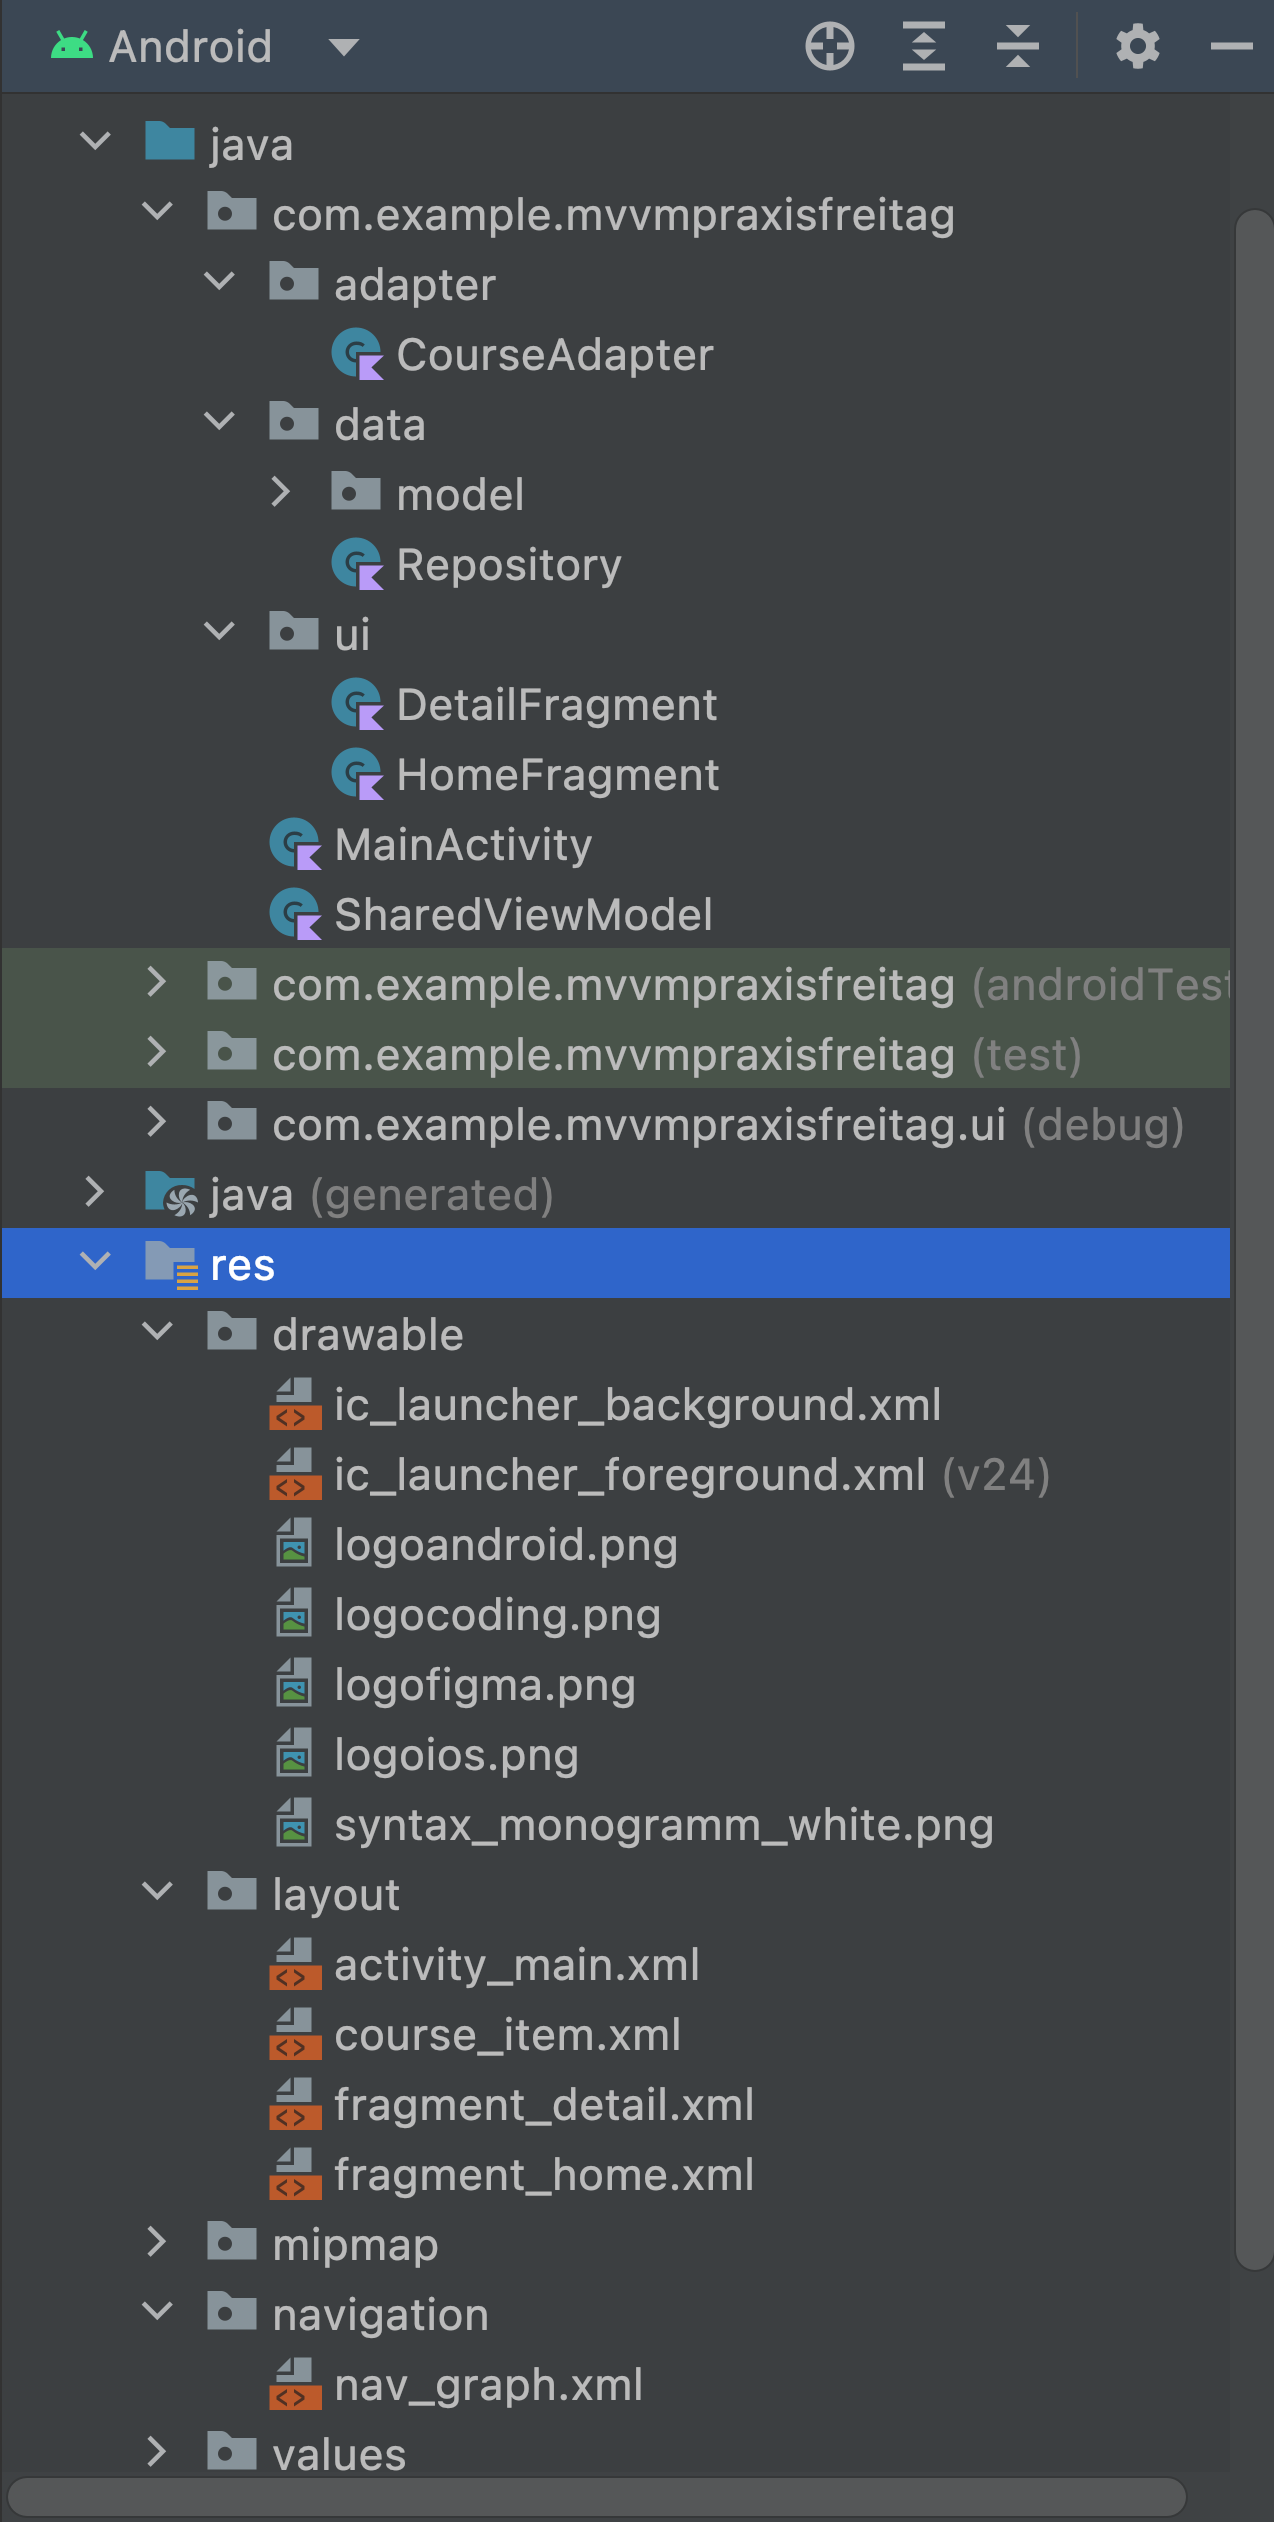 Android
java
com.example.mvvmpraxisfreitag
adapter
CourseAdapter
data
model
Repository
ui
DetailFragment
HomeFragment
MainActivity
SharedViewModel
com.example.mvvmpraxisfreitag (androidTest
com.example.mvvmpraxisfreitag (test)
com.example.mvvmpraxisfreitag.ui (debug)
java (generated)
res
drawable
ic_launcher_background.xml
ic_launcher_foreground.xml (v24)
logoandroid.png
logocoding.png
logofigma.png
logoios.png
syntax_monogramm_white.png
layout
activity_main.xml
course_item.xml
fragment_detail.xml
fragment_home.xml
mipmap
navigation
nav_graph.xml
values